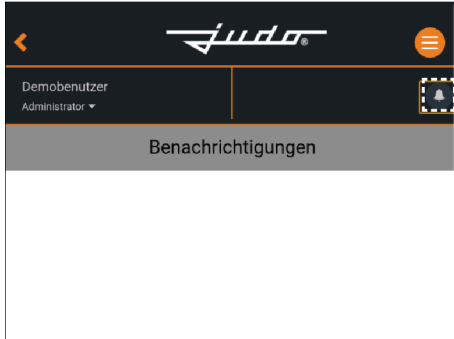 judo®
Demobenutzer
Administrator
Benachrichtigungen